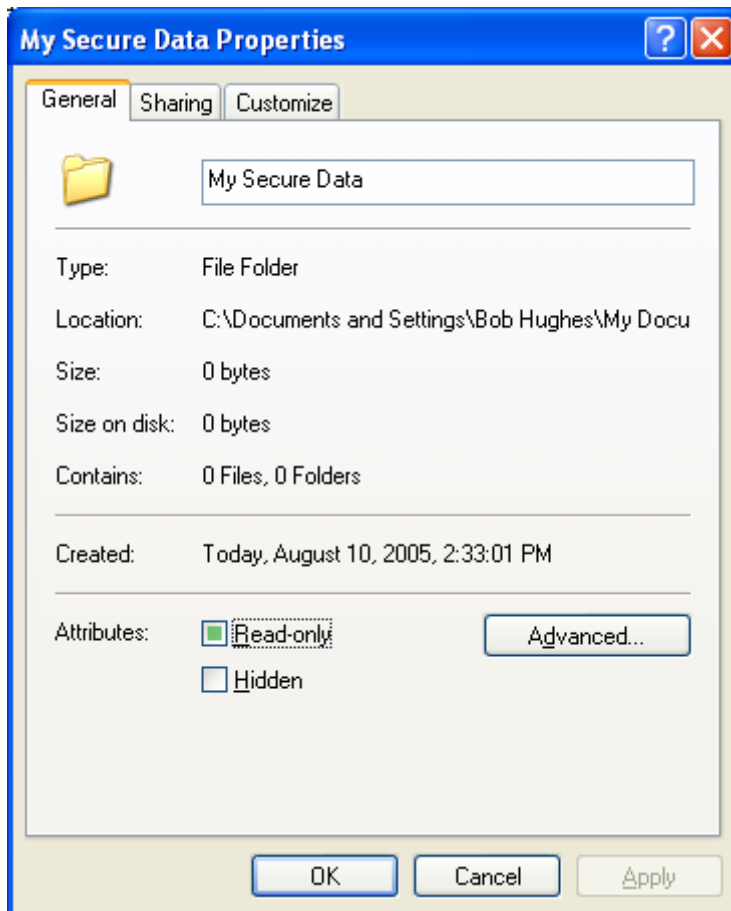 My Secure Data Properties
General Sharing Customize
My Secure Data
Type: File Folder
Location: C:\Documents and Settings\Bob Hughes\My Docu
Size: 0 bytes
Size on disk: 0 bytes
Contains: 0 Files, 0 Folders
Created: Today, August 10, 2005, 2:33:01 PM
Attributes: Read-only Advanced...
Hidden
OK Cancel Apply